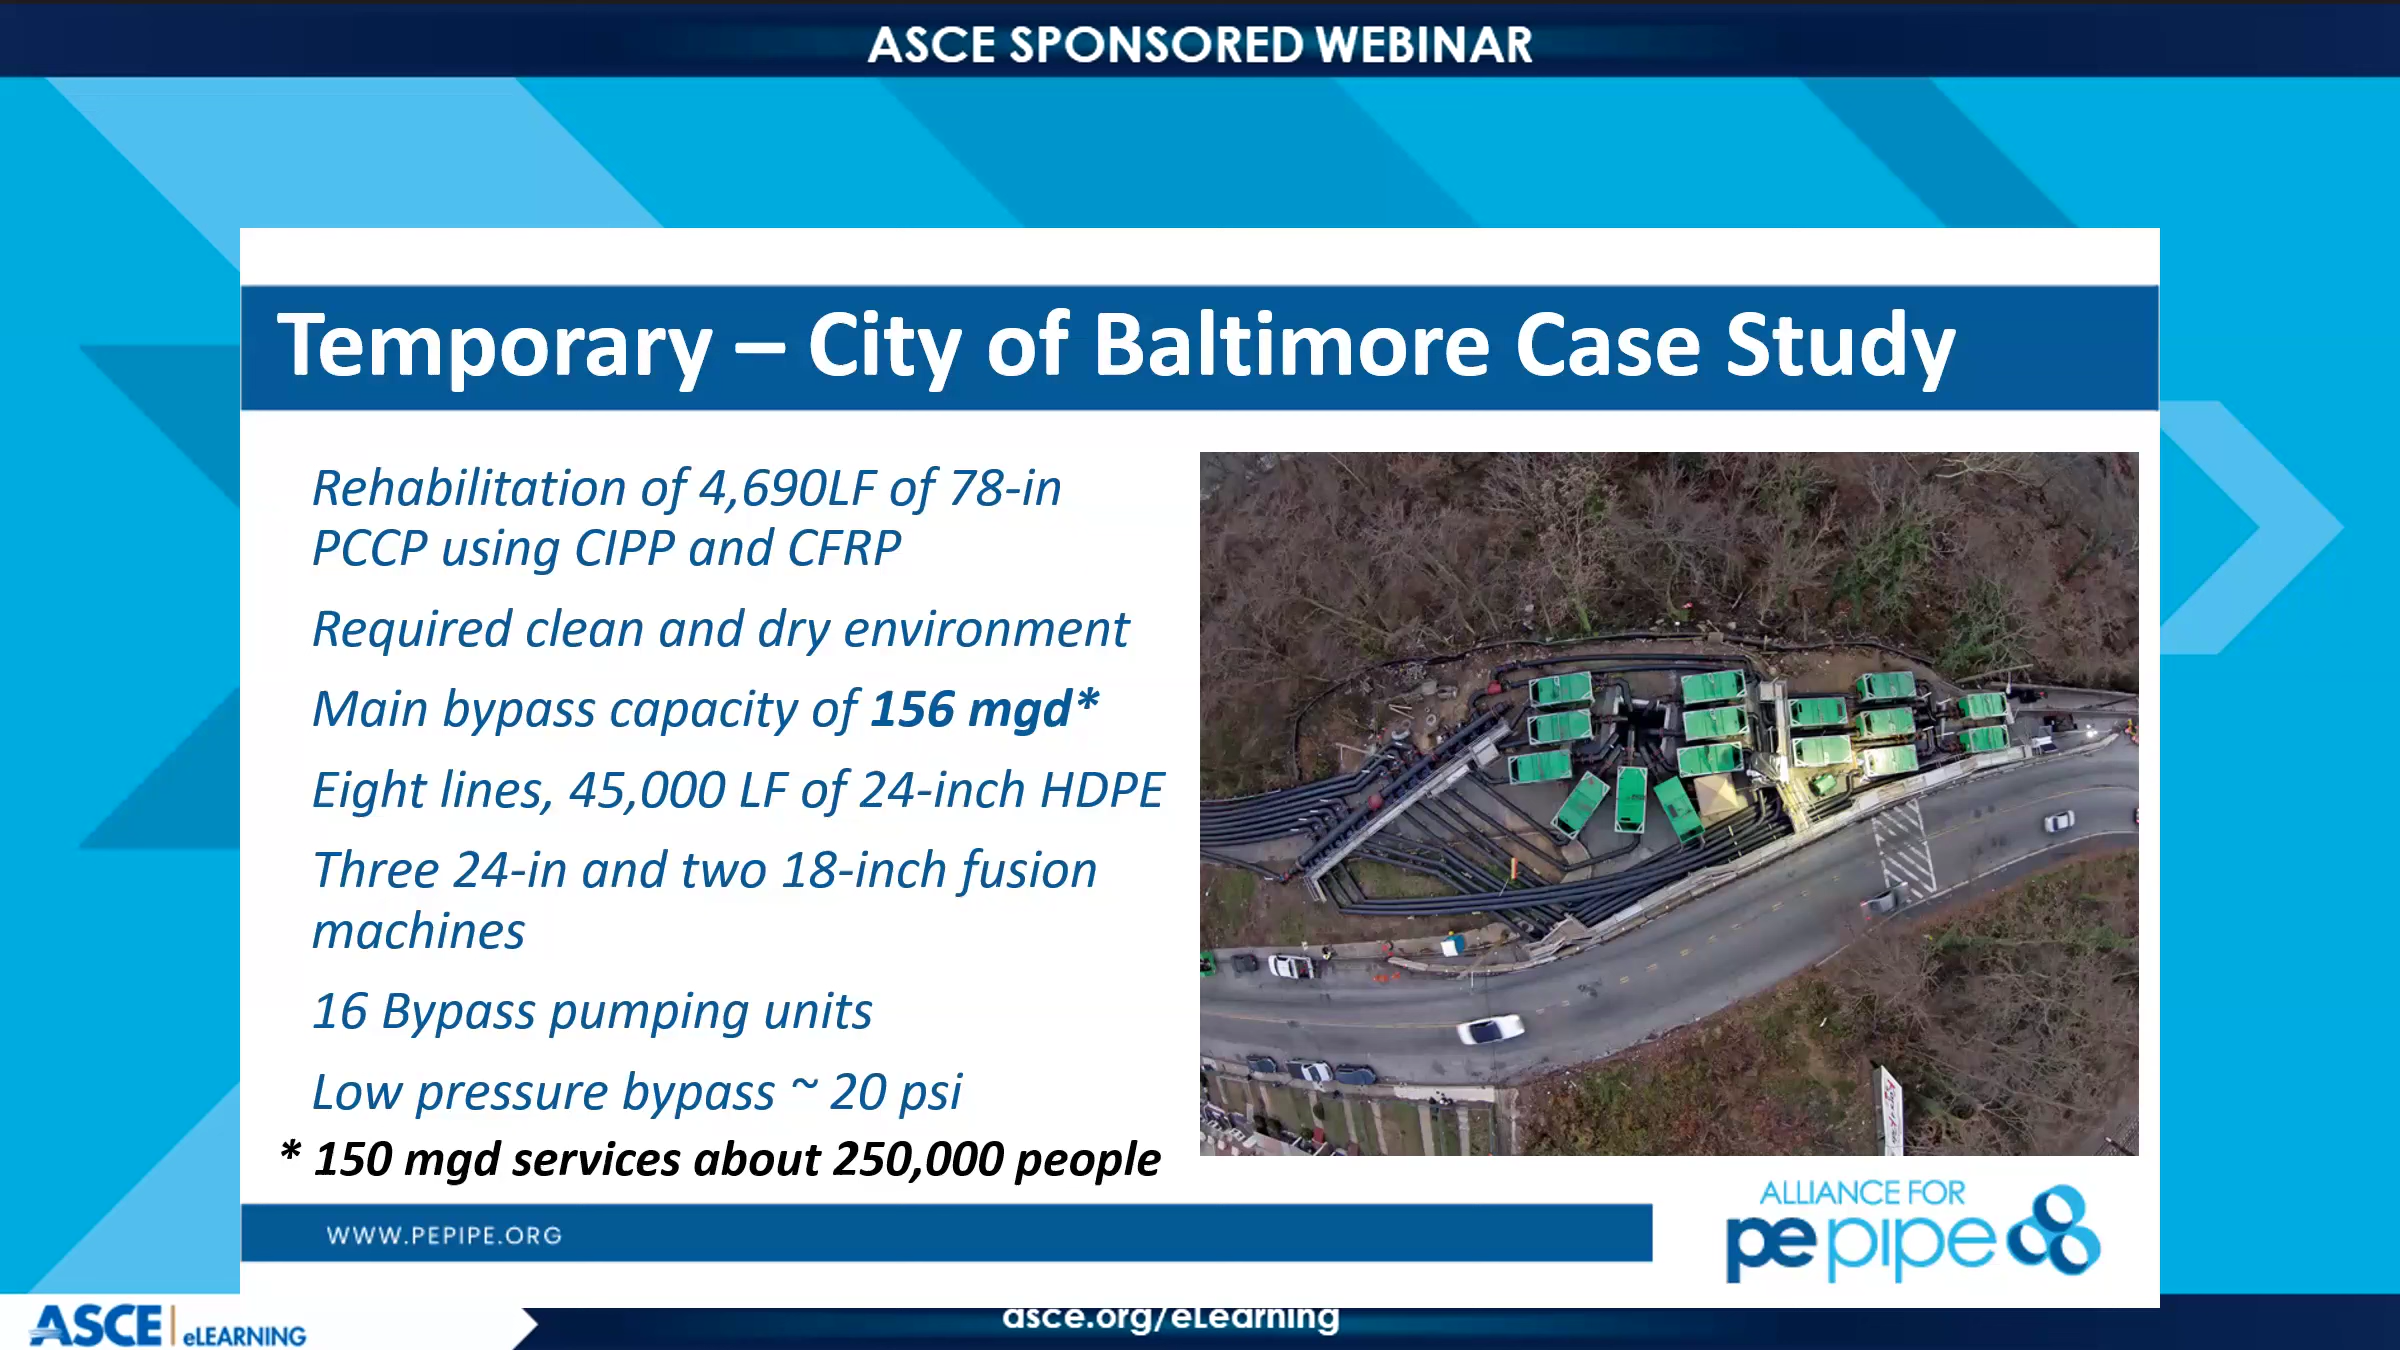 ASCE SPONSORED WEBINAR
Temporary – City of Baltimore Case Study
Rehabilitation of 4,690LF of 78-in
PCCP using CIPP and CFRP
Required clean and dry environment
Main bypass capacity of 156 mgd*
Eight lines, 45,000 LF of 24-inch HDPE
Three 24-in and two 18-inch fusion
machines
16 Bypass pumping units
Low pressure bypass ~ 20 psi
* 150 mgd services about 250,000 people
WWW.PEPIPE.ORG
ALLIANCE FOR
pepipe
ASCE | eLEARNING
asce.org/eLearning